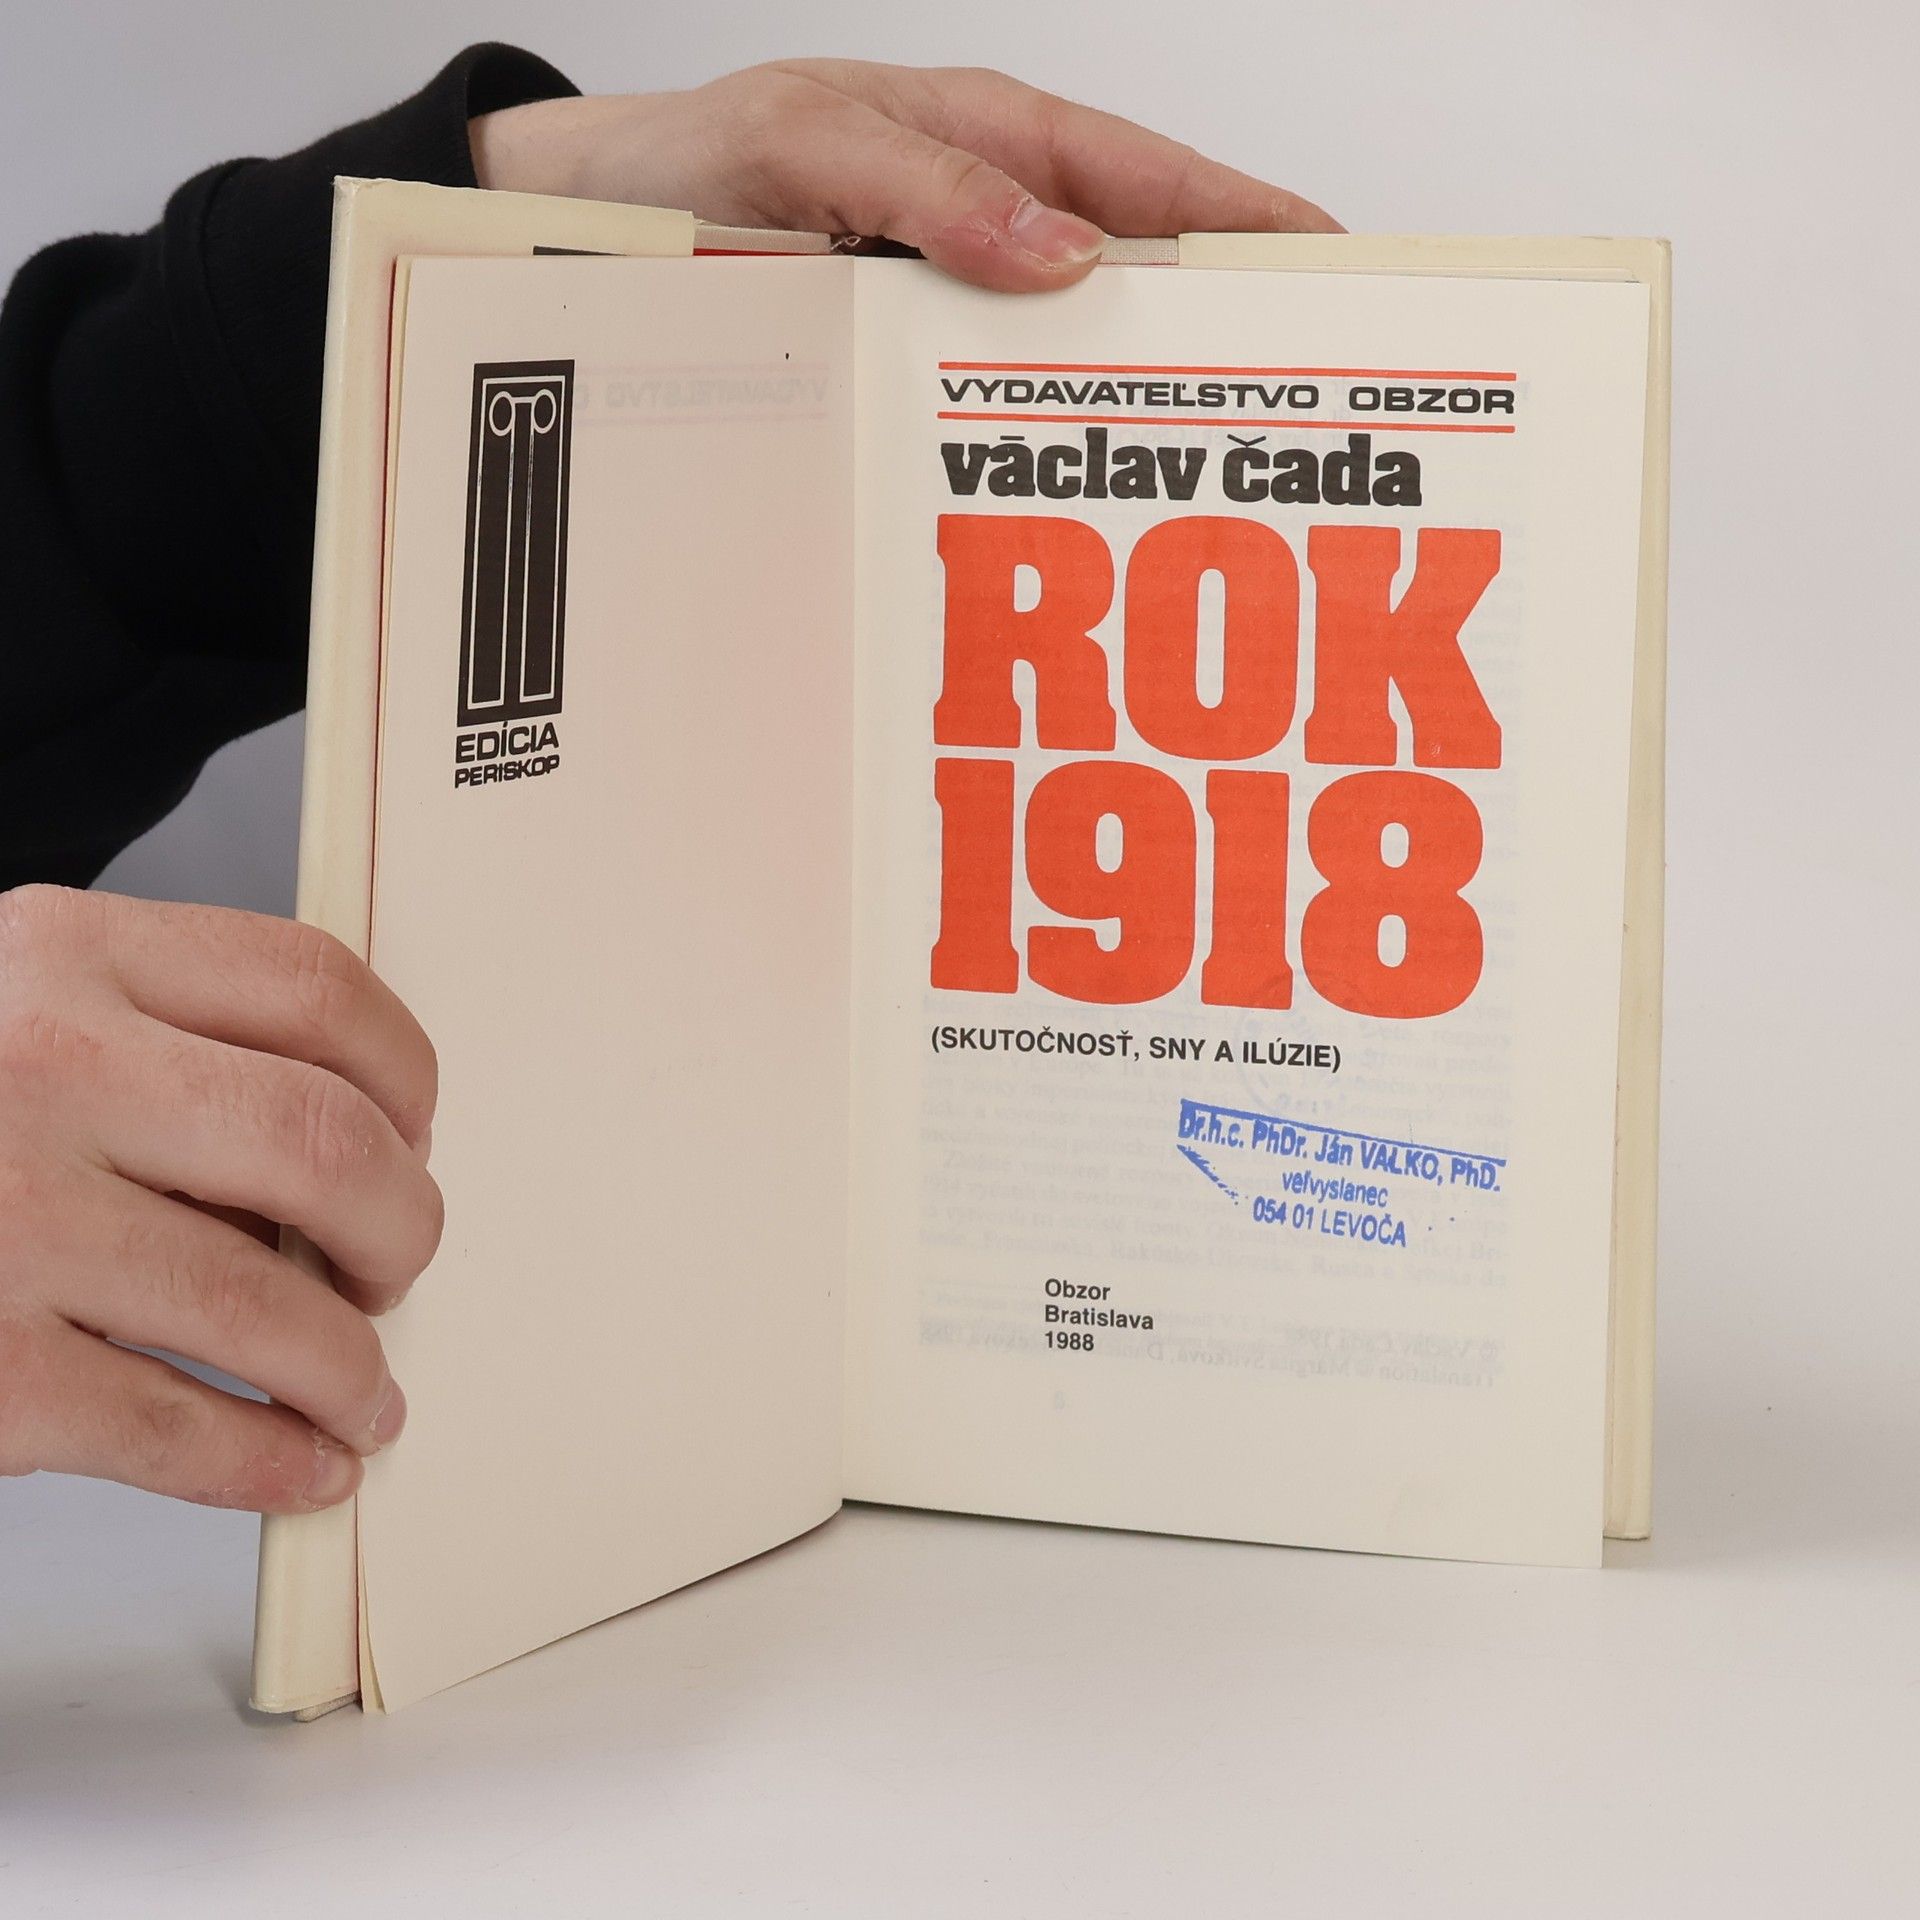 EDÍCIA
PERISKOP
VYDAVATEĽSTVO OBZOR
václav čada
ROK
1918
(SKUTOČNOSŤ, SNY A ILÚZIE)
Dr.h.c. PhDr. Ján VALKO, PhD.
veľvyslanec
054 01 LEVOČA
Obzor
Bratislava
1988